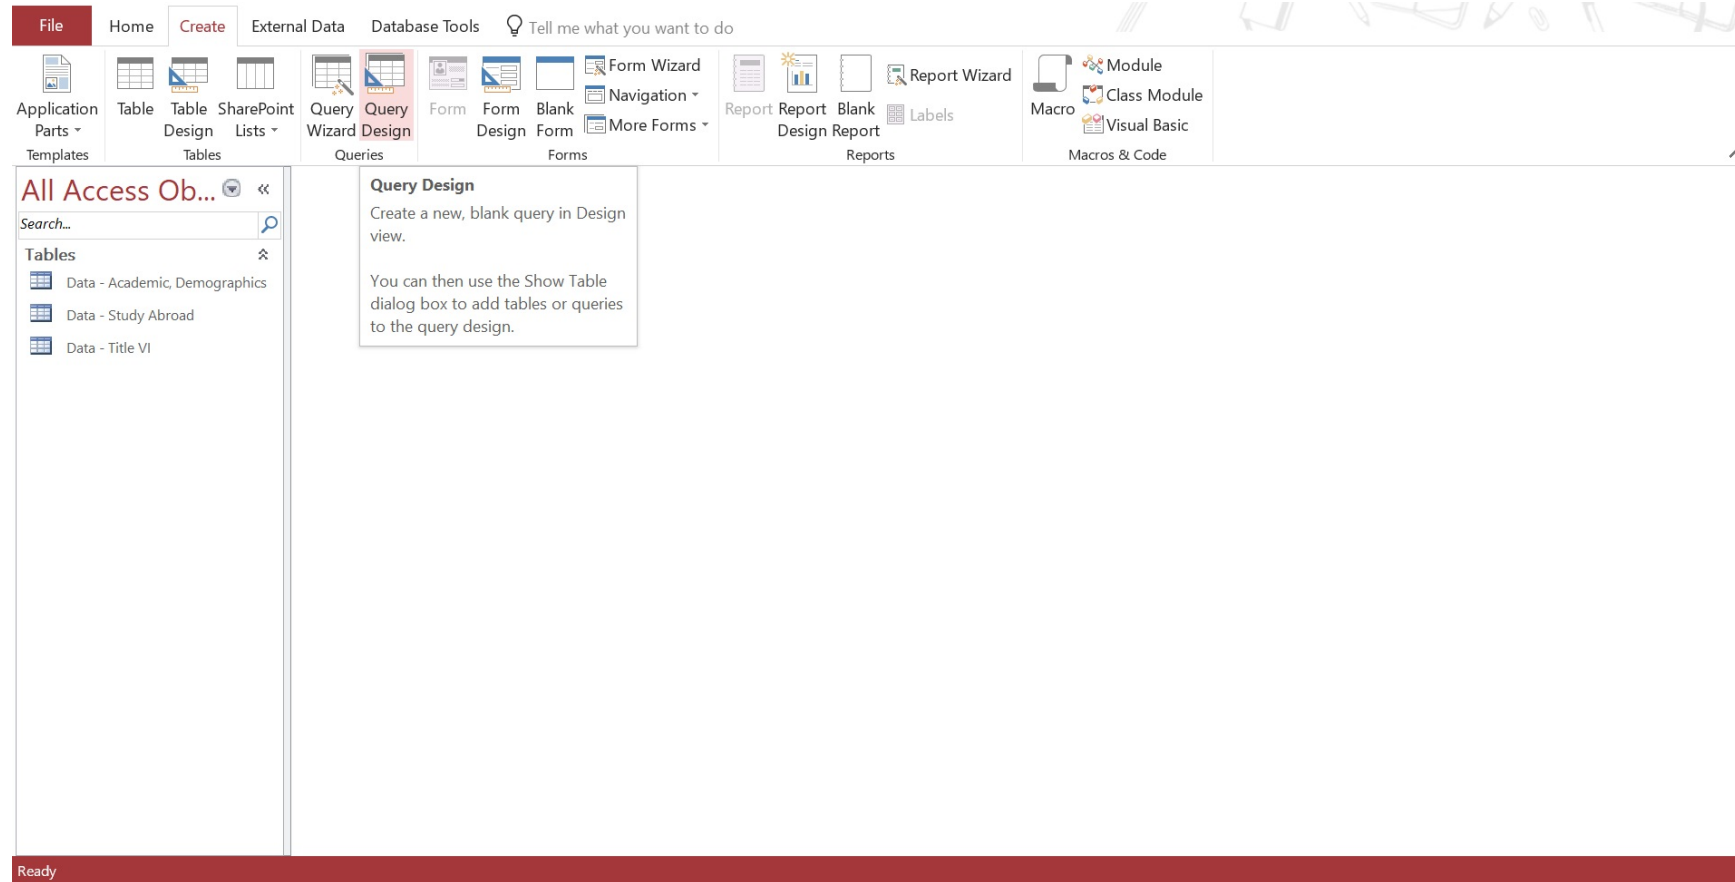 File Home Create External Data Database Tools Tell me what you want to do
Application Parts
Table
Table Design
SharePoint Lists
Query Wizard
Query Design
Form
Form Design
Blank Form
Form Wizard
Navigation
More Forms
Report
Report Design
Blank Report
Report Wizard
Labels
Macro
Module
Class Module
Visual Basic
Templates Tables Queries Forms Reports Macros & Code
All Access Ob...
Search...
Tables
Data - Academic, Demographics
Data - Study Abroad
Data - Title VI
Query Design
Create a new, blank query in Design
view.
You can then use the Show Table
dialog box to add tables or queries
to the query design.
Ready